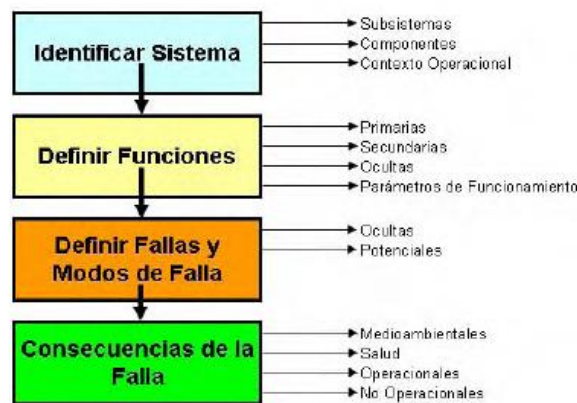 Identificar Sistema
Subsistemas
Componentes
Contexto Operacional
Definir Funciones
Primarias
Secundarias
Ocultas
Parámetros de Funcionamiento
Definir Fallas y
Modos de Falla
Ocultas
Potenciales
Consecuencias de la
Falla
Medioambientales
Salud
Operacionales
No Operacionales